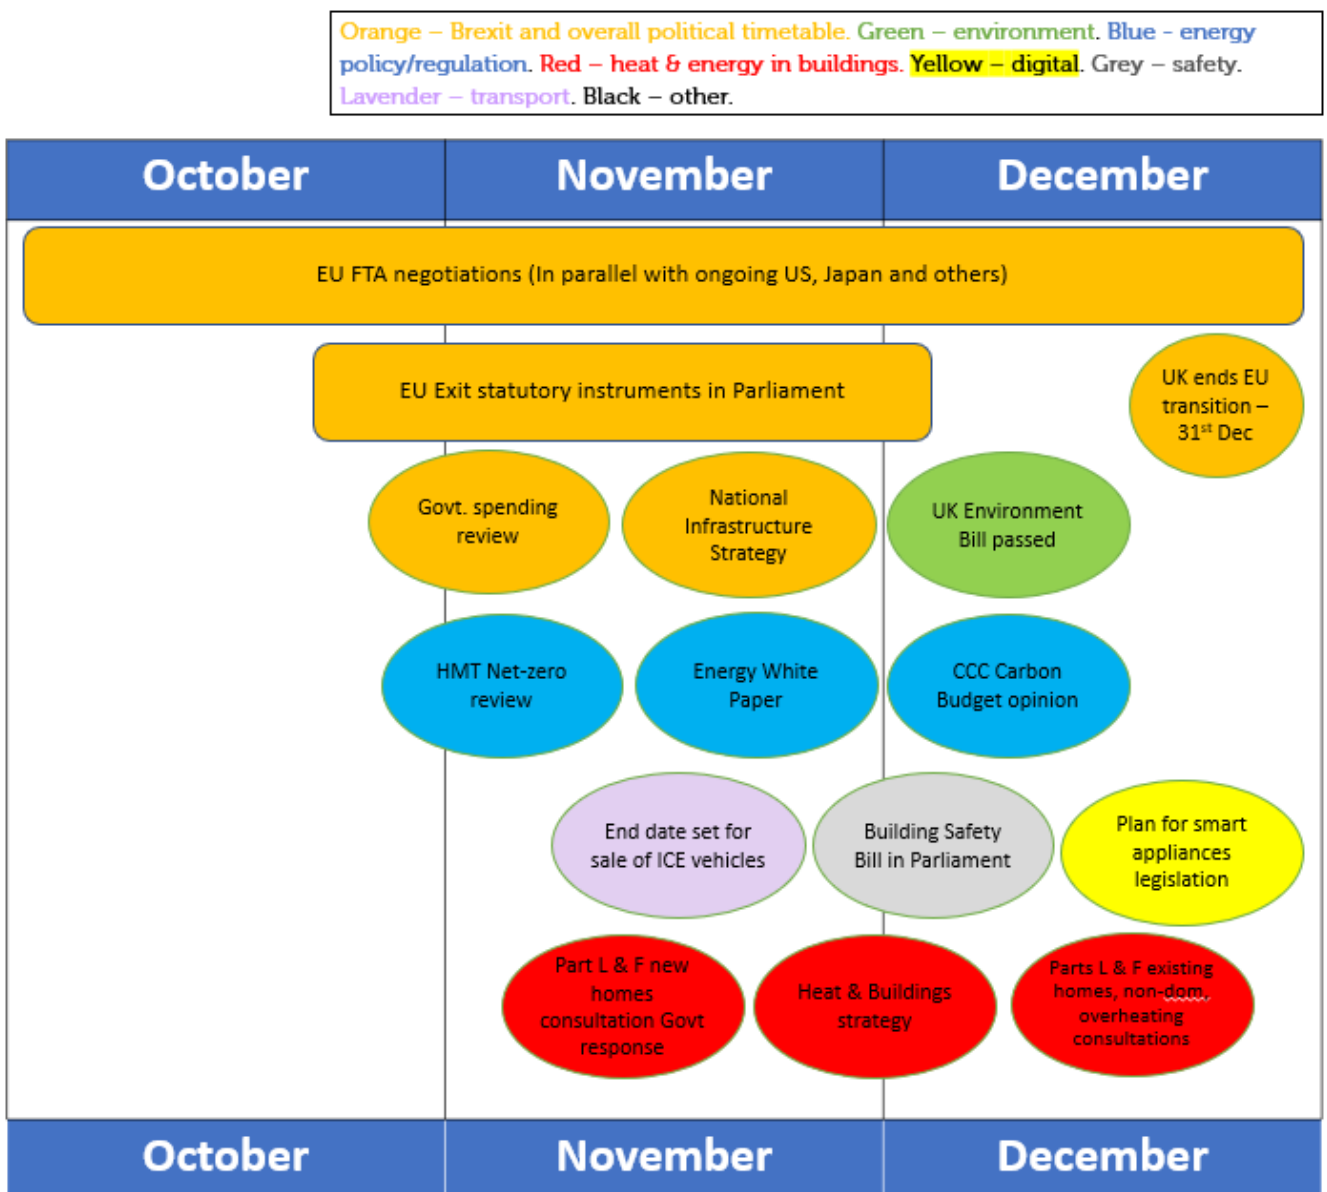 Orange – Brexit and overall political timetable. Green – environment. Blue - energy
policy/regulation. Red – heat & energy in buildings. Yellow – digital. Grey – safety.
Lavender – transport. Black – other.
October
November
December
EU FTA negotiations (In parallel with ongoing US, Japan and others)
EU Exit statutory instruments in Parliament
UK ends EU
transition –
31st Dec
Govt. spending
review
National
Infrastructure
Strategy
UK Environment
Bill passed
HMT Net-zero
review
Energy White
Paper
CCC Carbon
Budget opinion
End date set for
sale of ICE vehicles
Building Safety
Bill in Parliament
Plan for smart
appliances
legislation
Part L & F new
homes
consultation Govt
response
Heat & Buildings
strategy
Parts L & F existing
homes, non-dom,
overheating
consultations
October
November
December